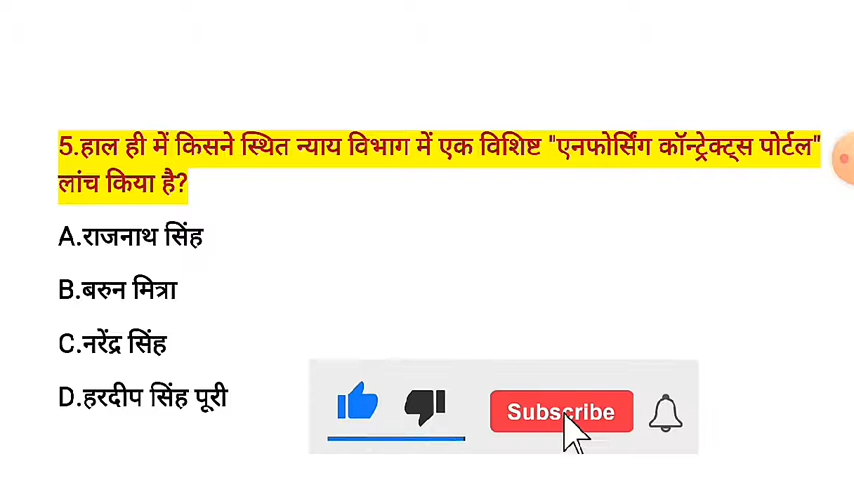 5.हाल ही में किसने स्थित न्याय विभाग में एक विशिष्ट "एनफोर्सिंग कॉन्ट्रेक्ट्स पोर्टल"
लांच किया है?
A.राजनाथ सिंह
B.बरुन मित्रा
C.नरेंद्र सिंह
D.हरदीप सिंह पूरी
Subscribe